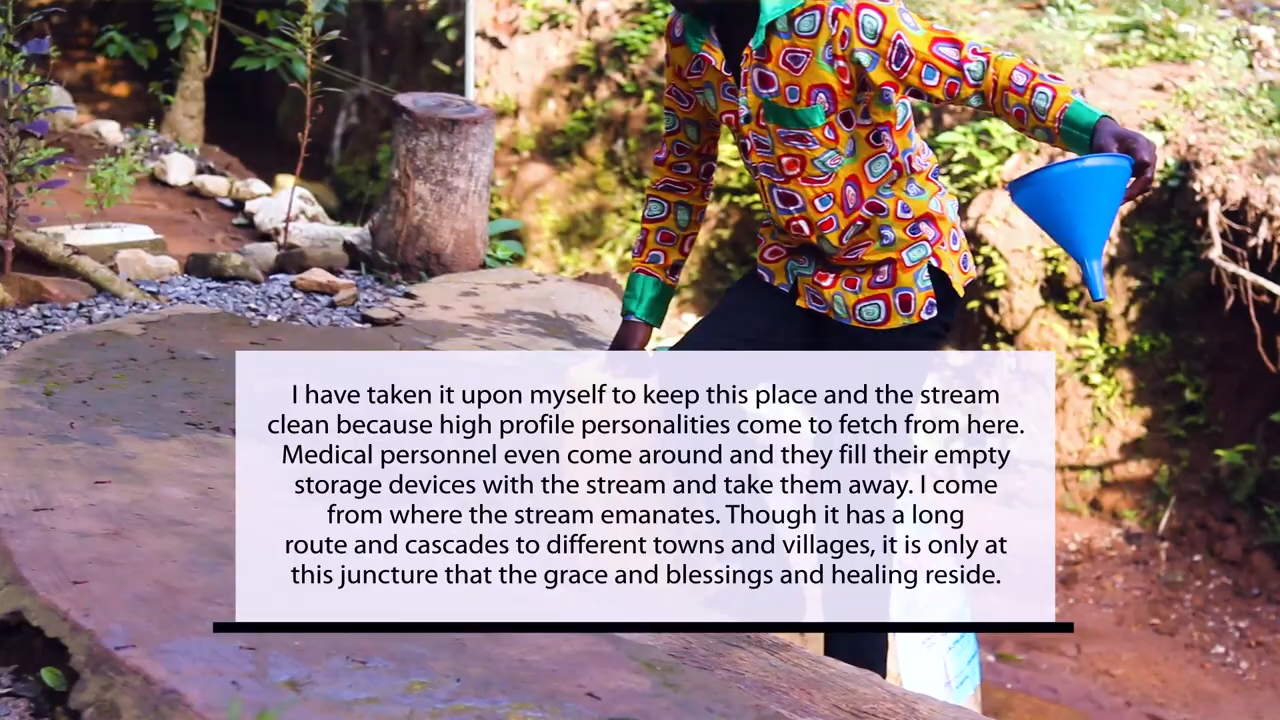 I have taken it upon myself to keep this place and the stream
clean because high profile personalities come to fetch from here.
Medical personnel even come around and they fill their empty
storage devices with the stream and take them away. I come
from where the stream emanates. Though it has a long
route and cascades to different towns and villages, it is only at
this juncture that the grace and blessings and healing reside.